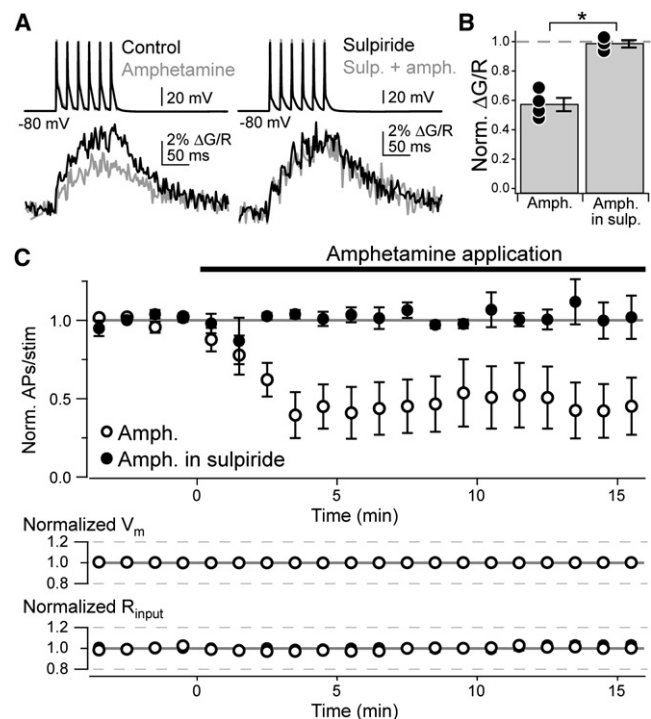 A
Control
Amphetamine
20 mV
-80 mV
2% ΔG/R
50 ms
Sulpiride
Sulp. + amph.
20 mV
-80 mV
2% ΔG/R
50 ms
B
*
Norm. ΔG/R
1.0
0.8
0.6
0.4
0.2
0.0
Amph.
Amph.
in sulp.
C
Amphetamine application
Norm. APs/stim
1.0
0.5
0.0
Amph.
Amph. in sulpiride
0 5 10 15
Time (min)
Normalized Vm
1.2
1.0
0.8
Normalized Rinput
1.2
1.0
0.8
0 5 10 15
Time (min)